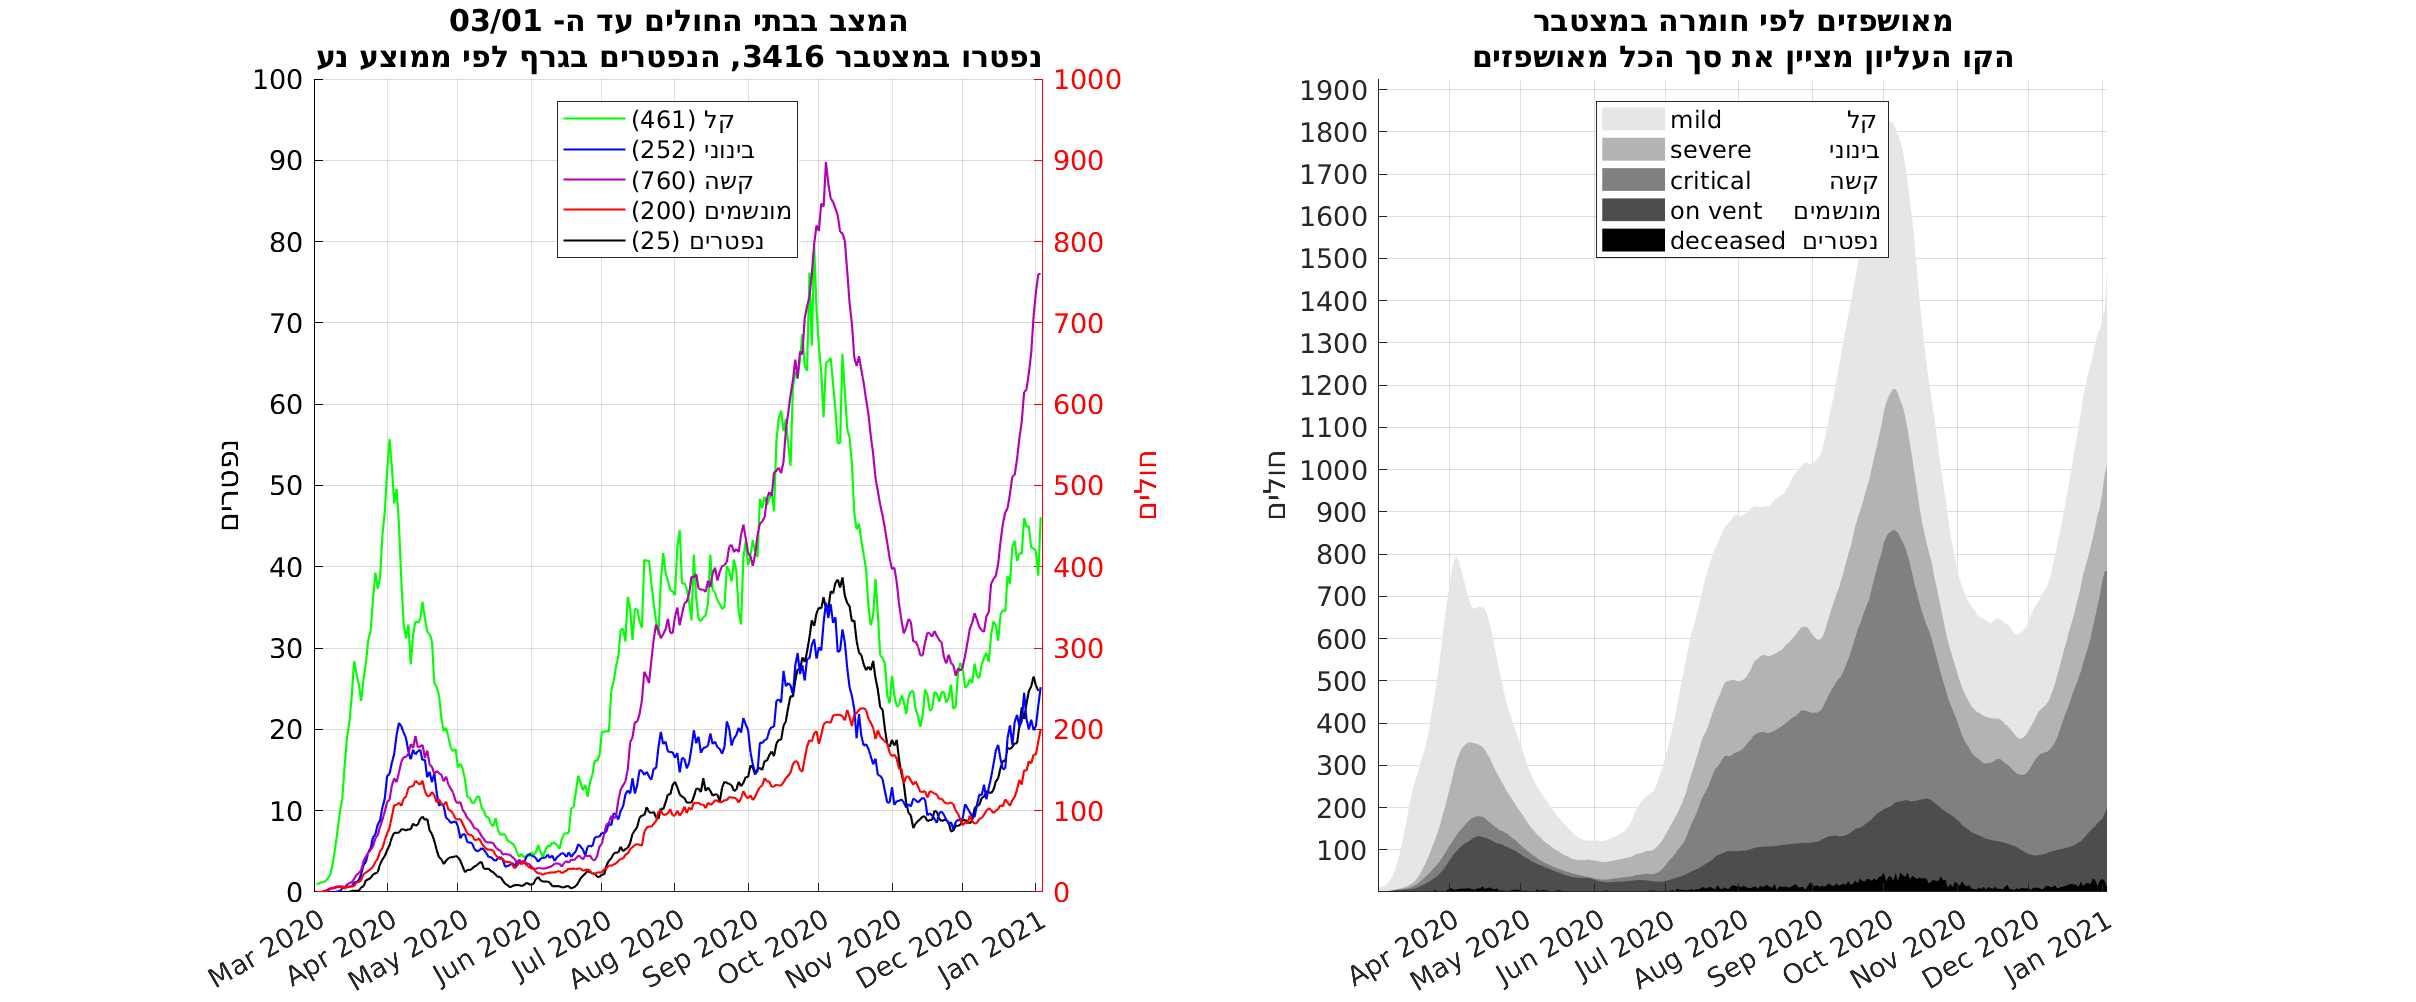 המצב בבתי החולים עד ה- 03/01
נפטרו במצטבר 3416, הנפטרים בגרף לפי ממוצע נע
100
90
80
70
60
50
40
30
20
10
0
נפטרים
קל (461)
בינוני (252)
קשה (760)
מונשמים (200)
נפטרים (25)
1000
900
800
700
600
500
400
300
200
100
0
חולים
Mar 2020
Apr 2020
May 2020
Jun 2020
Jul 2020
Aug 2020
Sep 2020
Oct 2020
Nov 2020
Dec 2020
Jan 2021
מאושפזים לפי חומרה במצטבר
הקו העליון מציין את סך הכל מאושפזים
1900
1800
1700
1600
1500
1400
1300
1200
1100
1000
900
800
700
600
500
400
300
200
100
חולים
mild קל
severe בינוני
critical קשה
on vent מונשמים
deceased נפטרים
Apr 2020
May 2020
Jun 2020
Jul 2020
Aug 2020
Sep 2020
Oct 2020
Nov 2020
Dec 2020
Jan 2021